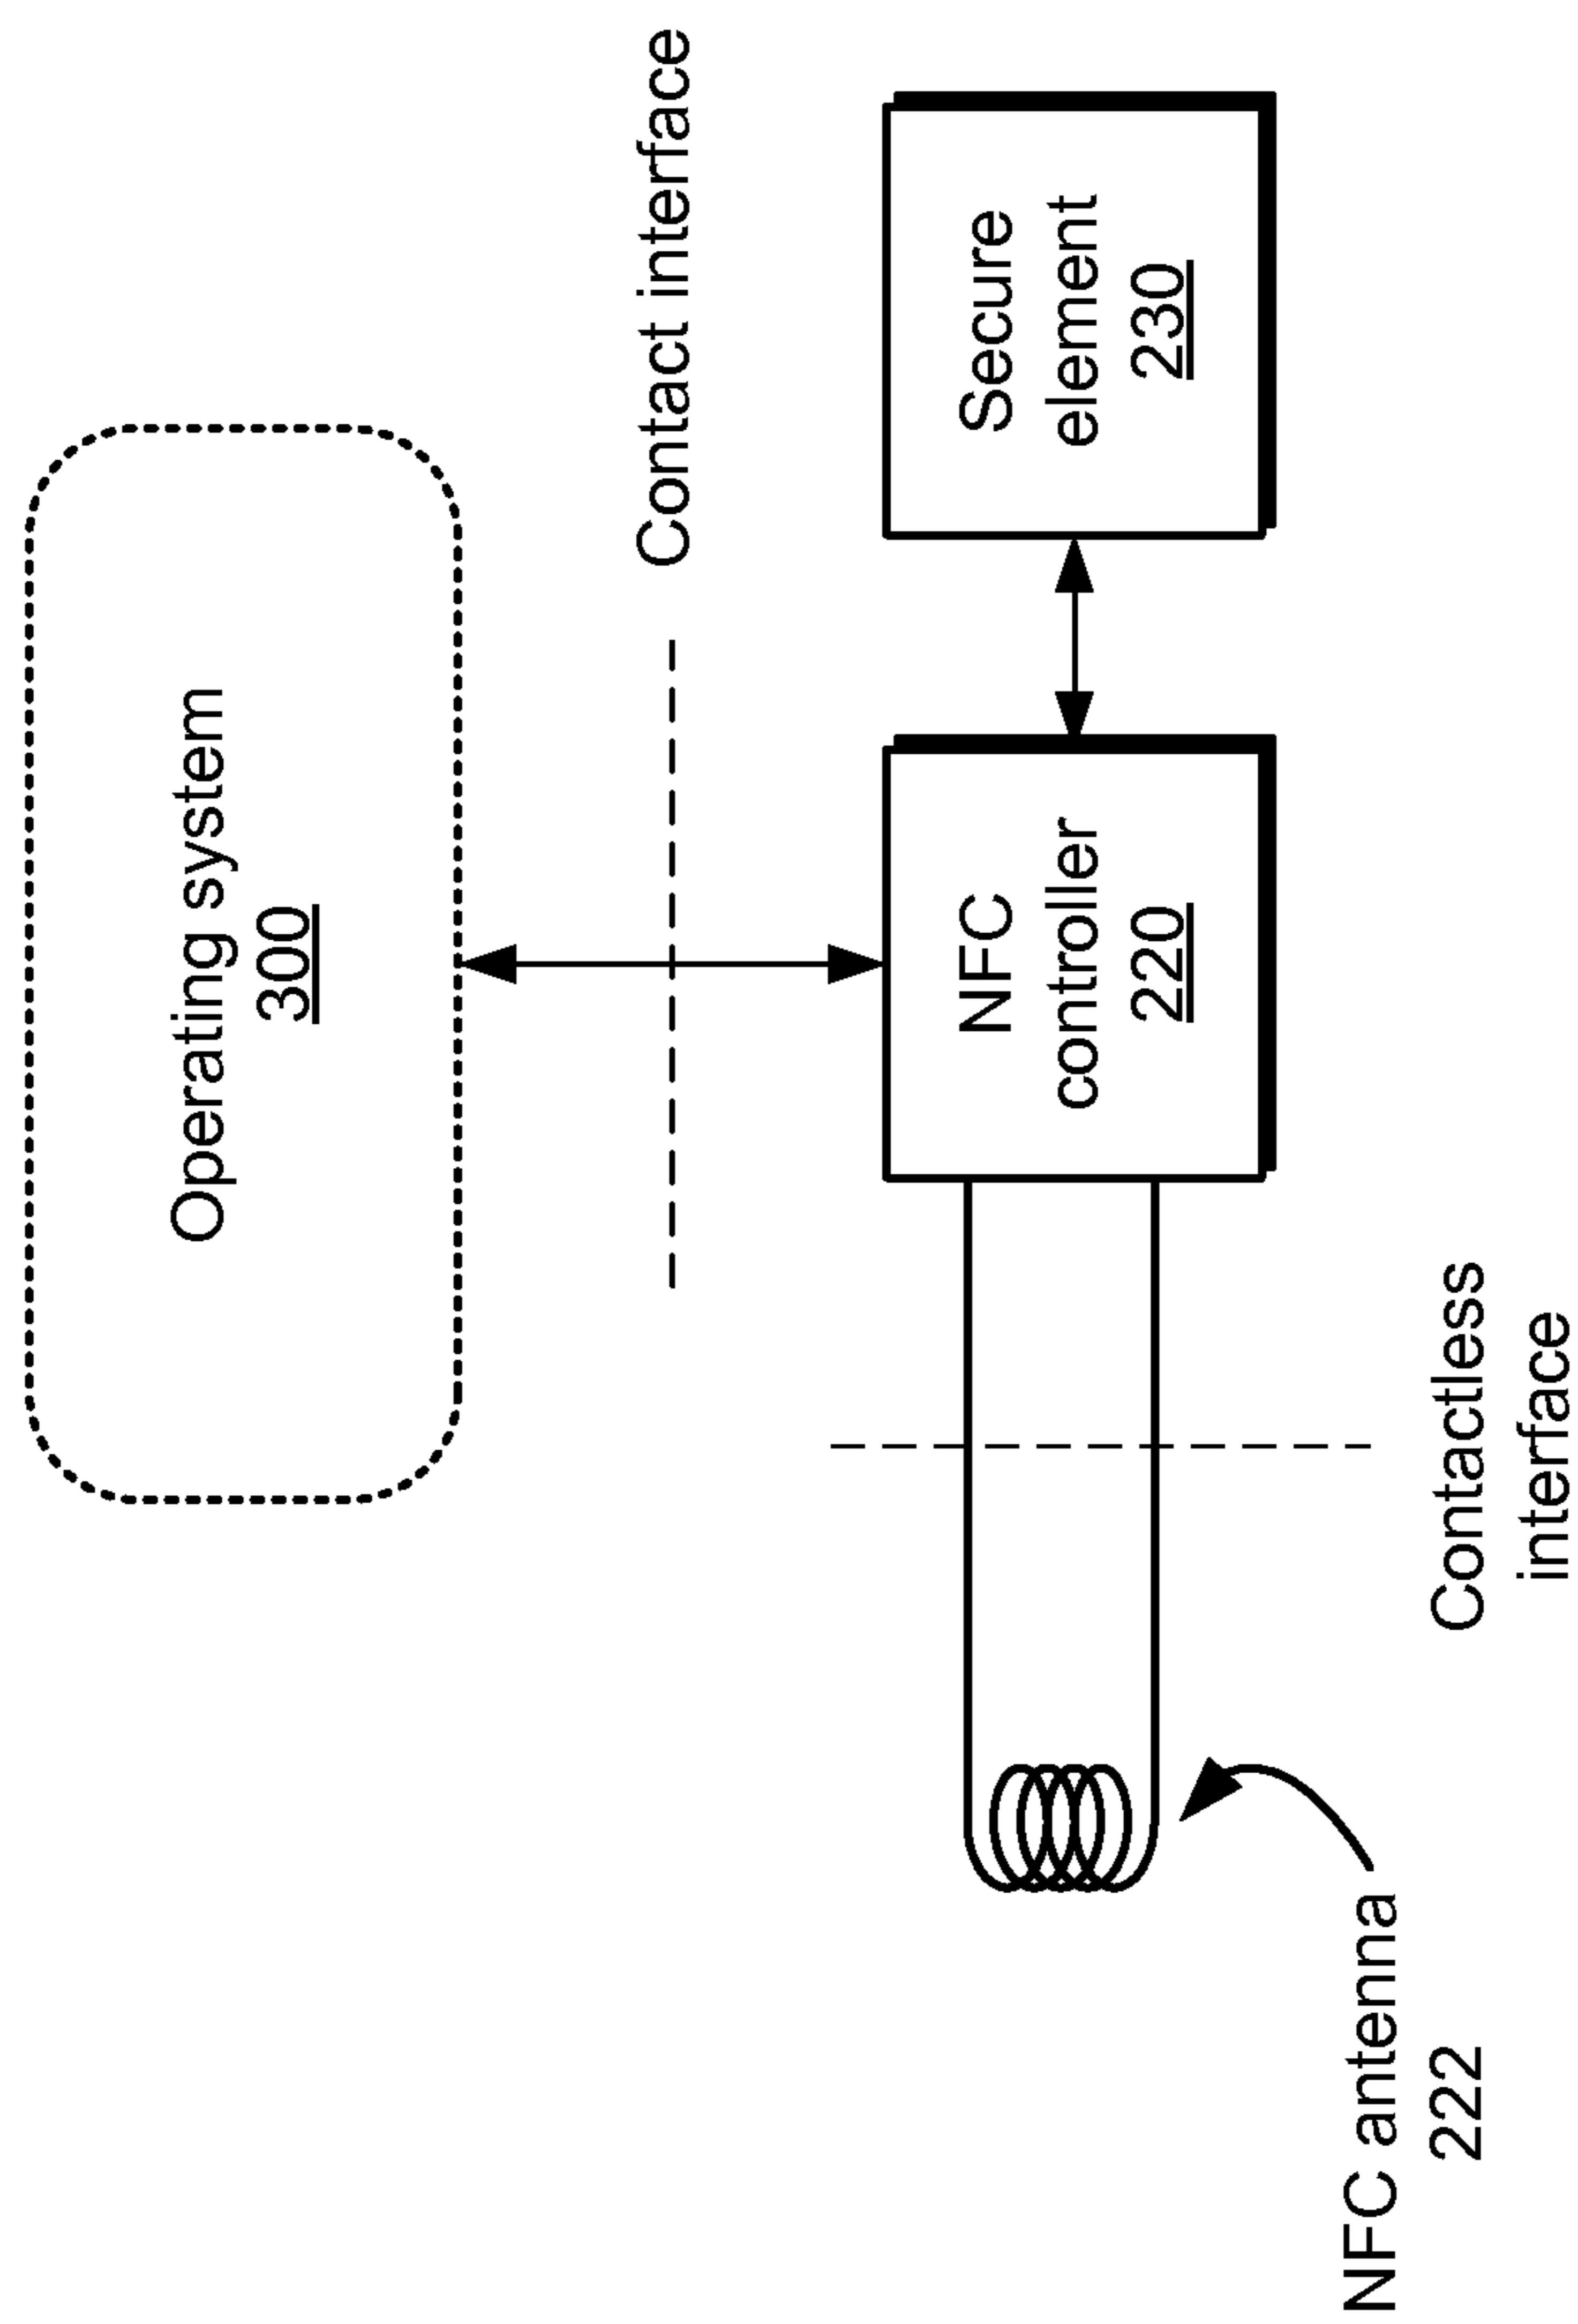 Operating system
300
Contact interface
NFC
controller
220
Secure
element
230
Contactless
interface
NFC antenna
222